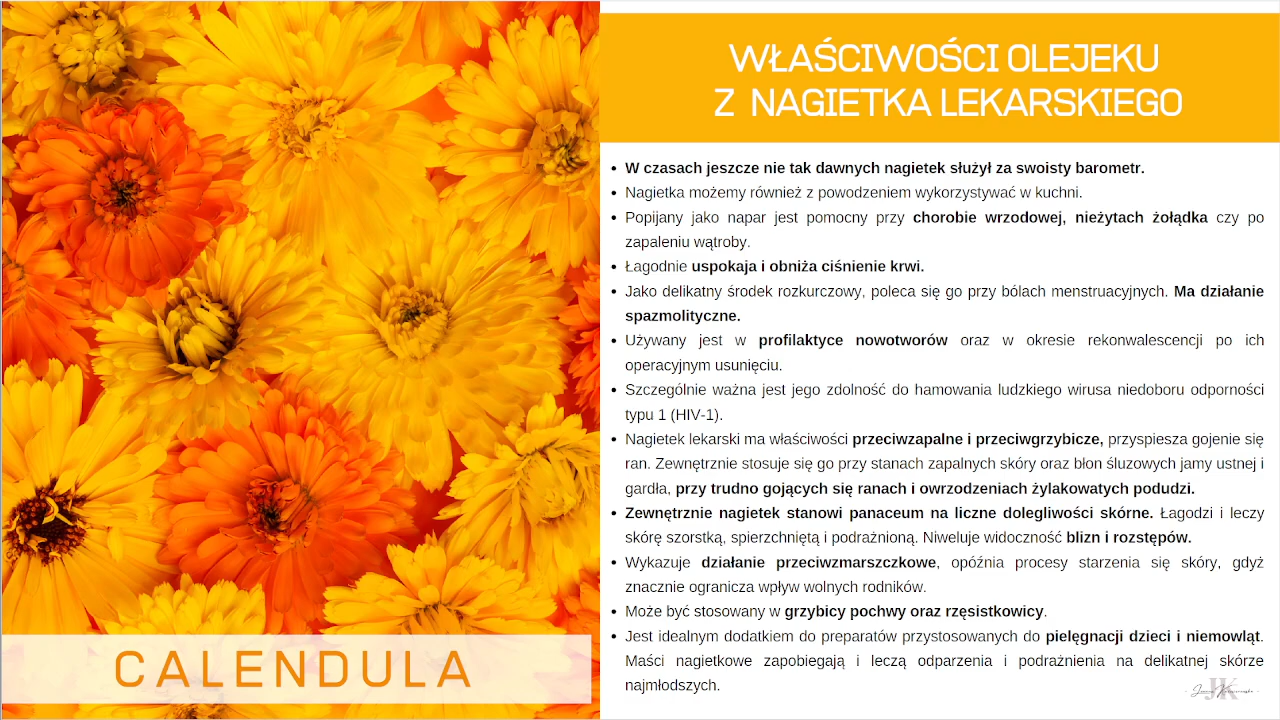 WŁAŚCIWOŚCI OLEJEKU
Z NAGIETKA LEKARSKIEGO
• W czasach jeszcze nie tak dawnych nagietek służył za swoisty barometr.
• Nagietka możemy również z powodzeniem wykorzystywać w kuchni.
• Popijany jako napar jest pomocny przy chorobie wrzodowej, nieżytach żołądka czy po
zapaleniu wątroby.
• Łagodnie uspokaja i obniża ciśnienie krwi.
• Jako delikatny środek rozkurczowy, poleca się go przy bólach menstruacyjnych. Ma działanie
spazmolityczne.
• Używany jest w profilaktyce nowotworów oraz w okresie rekonwalescencji po ich
operacyjnym usunięciu.
• Szczególnie ważna jest jego zdolność do hamowania ludzkiego wirusa niedoboru odporności
typu 1 (HIV-1).
• Nagietek lekarski ma właściwości przeciwzapalne i przeciwgrzybicze, przyspiesza gojenie się
ran. Zewnętrznie stosuje się go przy stanach zapalnych skóry oraz błon śluzowych jamy ustnej i
gardła, przy trudno gojących się ranach i owrzodzeniach żylakowatych podudzi.
• Zewnętrznie nagietek stanowi panaceum na liczne dolegliwości skórne. Łagodzi i leczy
skórę szorstką, spierzchniętą i podrażnioną. Niweluje widoczność blizn i rozstępów.
• Wykazuje działanie przeciwzmarszczkowe, opóźnia procesy starzenia się skóry, gdyż
znacznie ogranicza wpływ wolnych rodników.
• Może być stosowany w grzybicy pochwy oraz rzęsistkowicy.
• Jest idealnym dodatkiem do preparatów przystosowanych do pielęgnacji dzieci i niemowląt.
Maści nagietkowe zapobiegają i leczą odparzenia i podrażnienia na delikatnej skórze
najmłodszych.
CALENDULA
JK